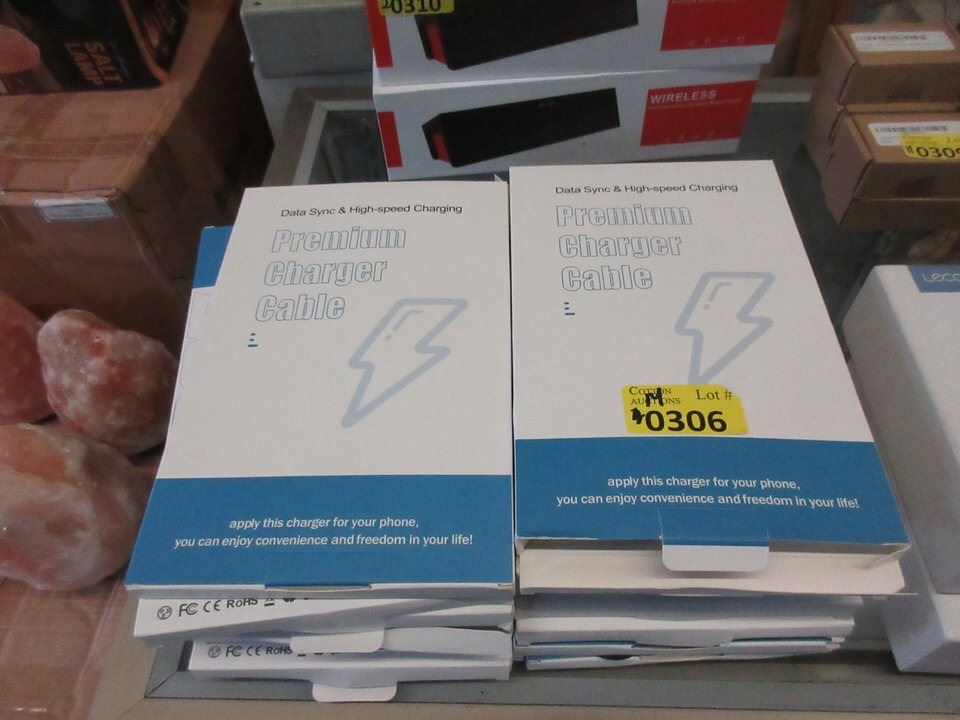 0310
WIRELESS
SALT
LAMP
0309
Data Sync & High-speed Charging
Premium
Charger
Cable
apply this charger for your phone,
you can enjoy convenience and freedom in your life!
FC CE RoHS
FC CE RoHS
Data Sync & High-speed Charging
Premium
Charger
Cable
COTTON
AUCTIONS Lot #
M
0306
apply this charger for your phone,
you can enjoy convenience and freedom in your life!